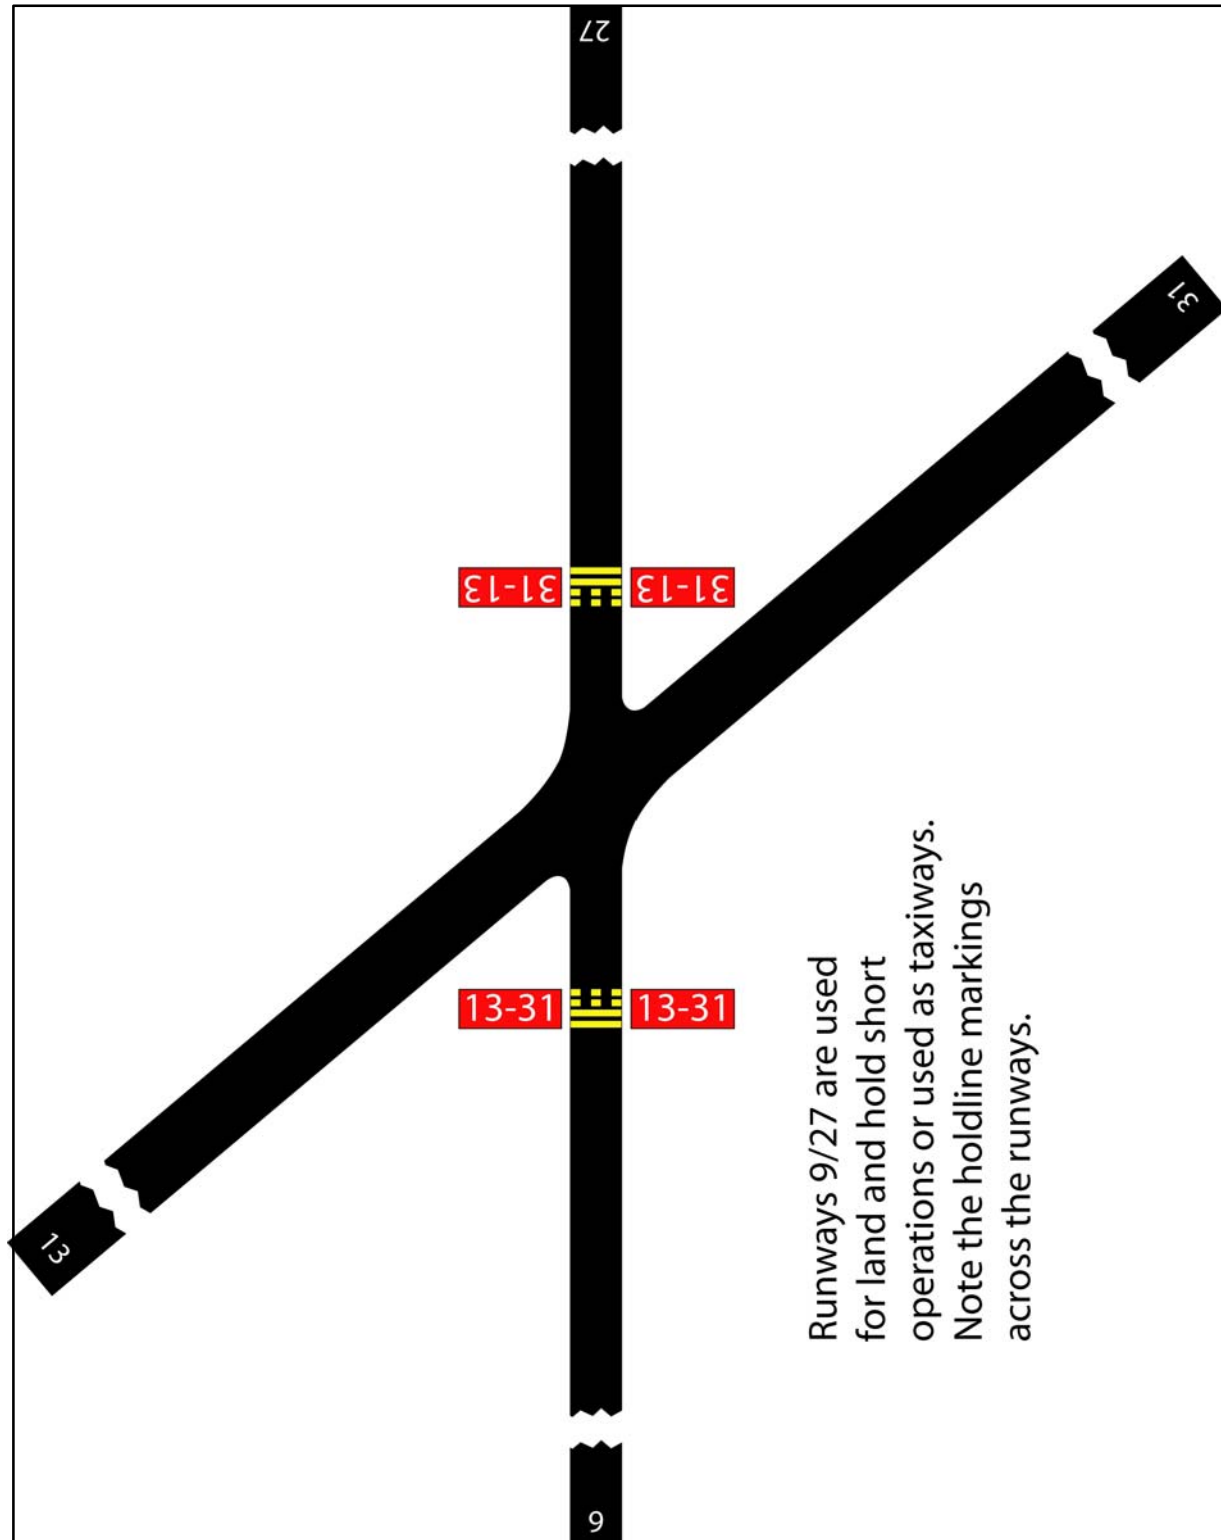 27
31
31-13
31-13
13-31
13-31
13
9
Runways 9/27 are used
for land and hold short
operations or used as taxiways.
Note the holdline markings
across the runways.